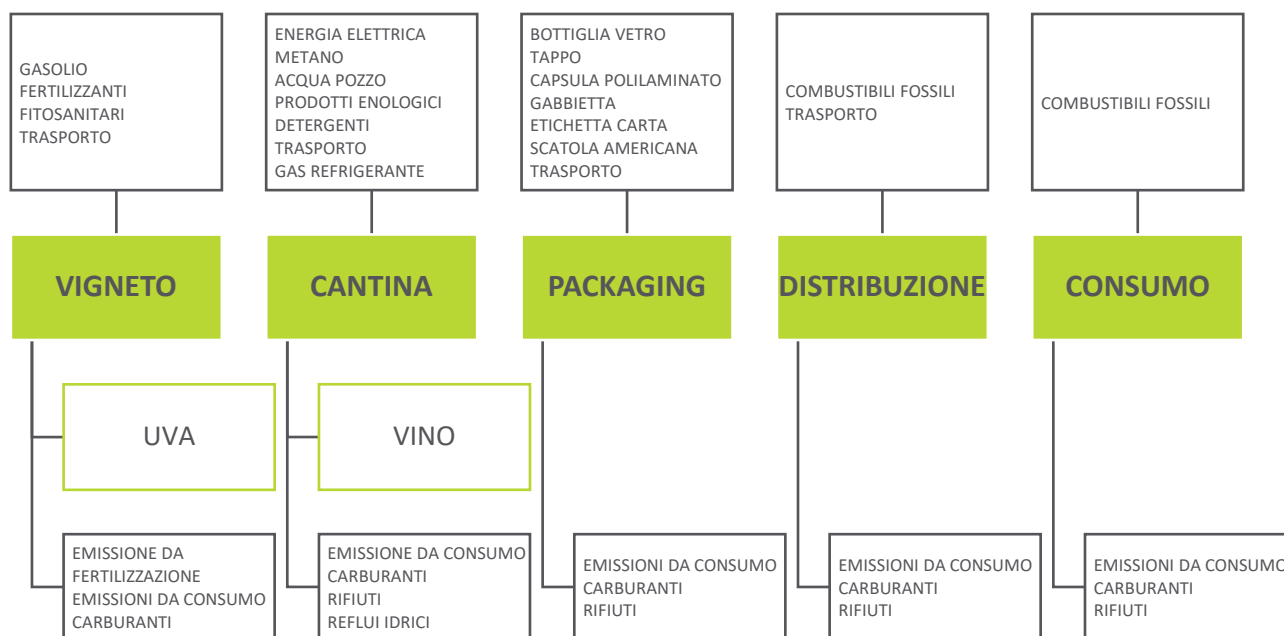 GASOLIO
FERTILIZZANTI
FITOSANITARI
TRASPORTO
ENERGIA ELETTRICA
METANO
ACQUA POZZO
PRODOTTI ENOLOGICI
DETERGENTI
TRASPORTO
GAS REFRIGERANTE
BOTTIGLIA VETRO
TAPPO
CAPSULA POLILAMINATO
GABBIETTA
ETICHETTA CARTA
SCATOLA AMERICANA
TRASPORTO
COMBUSTIBILI FOSSILI
TRASPORTO
COMBUSTIBILI FOSSILI
VIGNETO
CANTINA
PACKAGING
DISTRIBUZIONE
CONSUMO
UVA
VINO
EMISSIONE DA
FERTILIZZAZIONE
EMISSIONI DA CONSUMO
CARBURANTI
EMISSIONE DA CONSUMO
CARBURANTI
RIFIUTI
REFLUI IDRICI
EMISSIONI DA CONSUMO
CARBURANTI
RIFIUTI
EMISSIONI DA CONSUMO
CARBURANTI
RIFIUTI
EMISSIONI DA CONSUMO
CARBURANTI
RIFIUTI